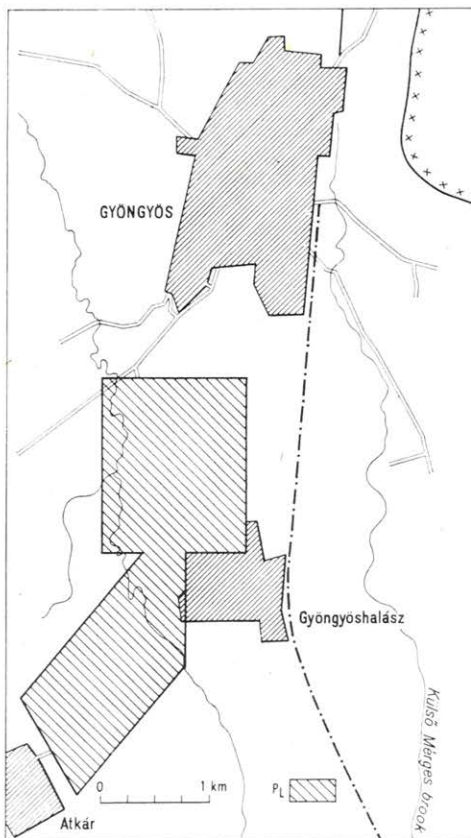 GYÖNGYÖS
Gyöngyöshalász
Külső Mérges brook
0 1 km
PL
Atkár